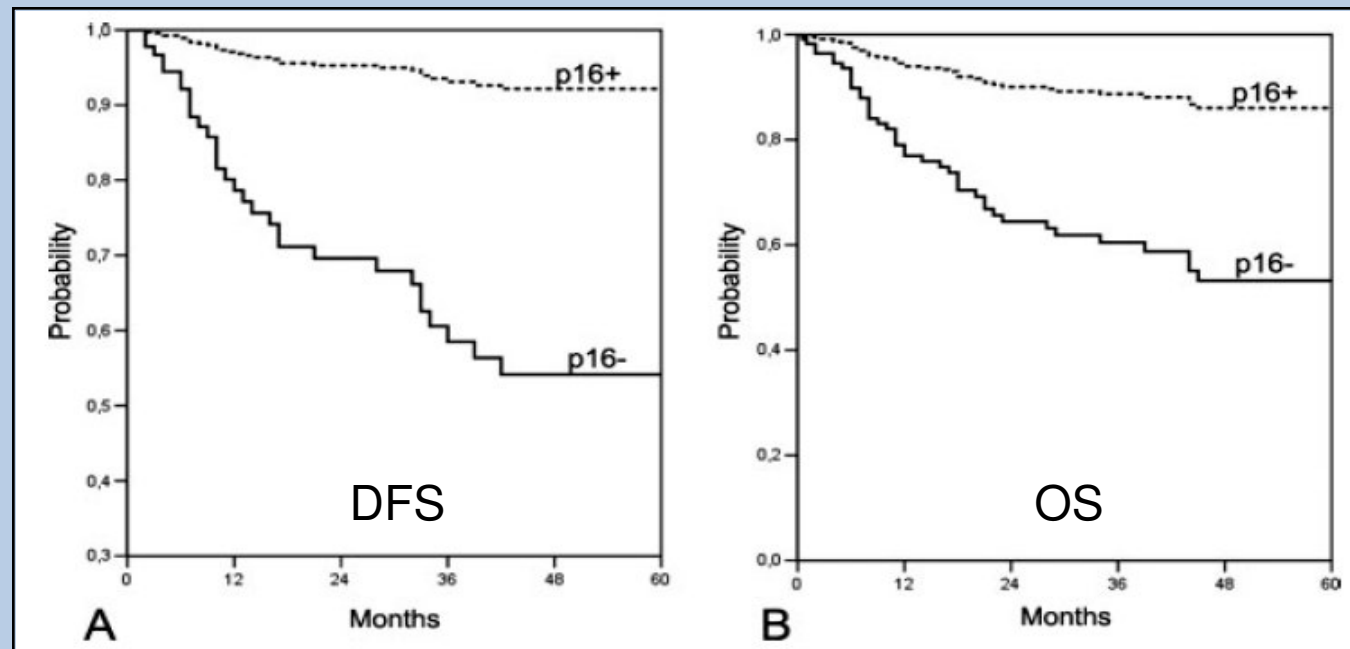 1,0
0,9
0,8
0,7
0,6
0,5
0,4
0,3
Probability
p16+
p16-
DFS
0 12 24 36 48 60
Months
A
1,0
0,8
0,6
0,4
0,2
0,0
Probability
p16+
p16-
OS
0 12 24 36 48 60
Months
B